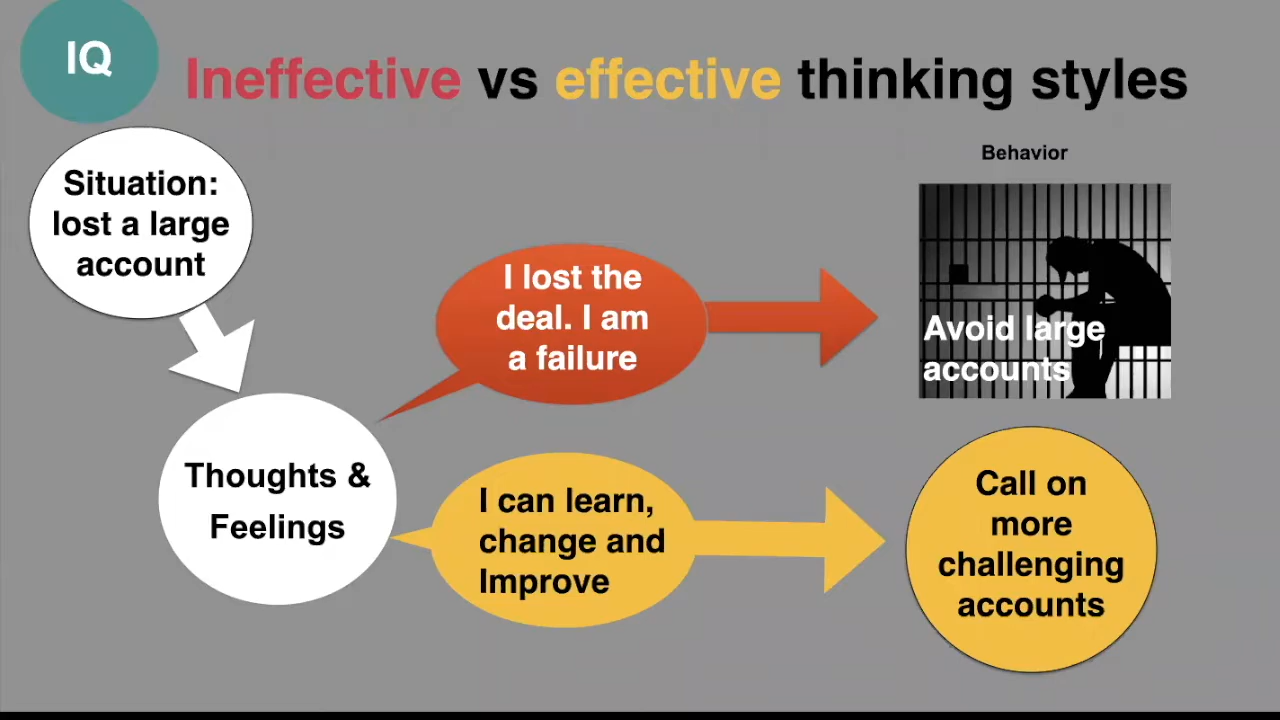 IQ
Ineffective vs effective thinking styles
Situation:
lost a large
account
Behavior
I lost the
deal. I am
a failure
Avoid large
accounts
Thoughts &
Feelings
I can learn,
change and
Improve
Call on
more
challenging
accounts